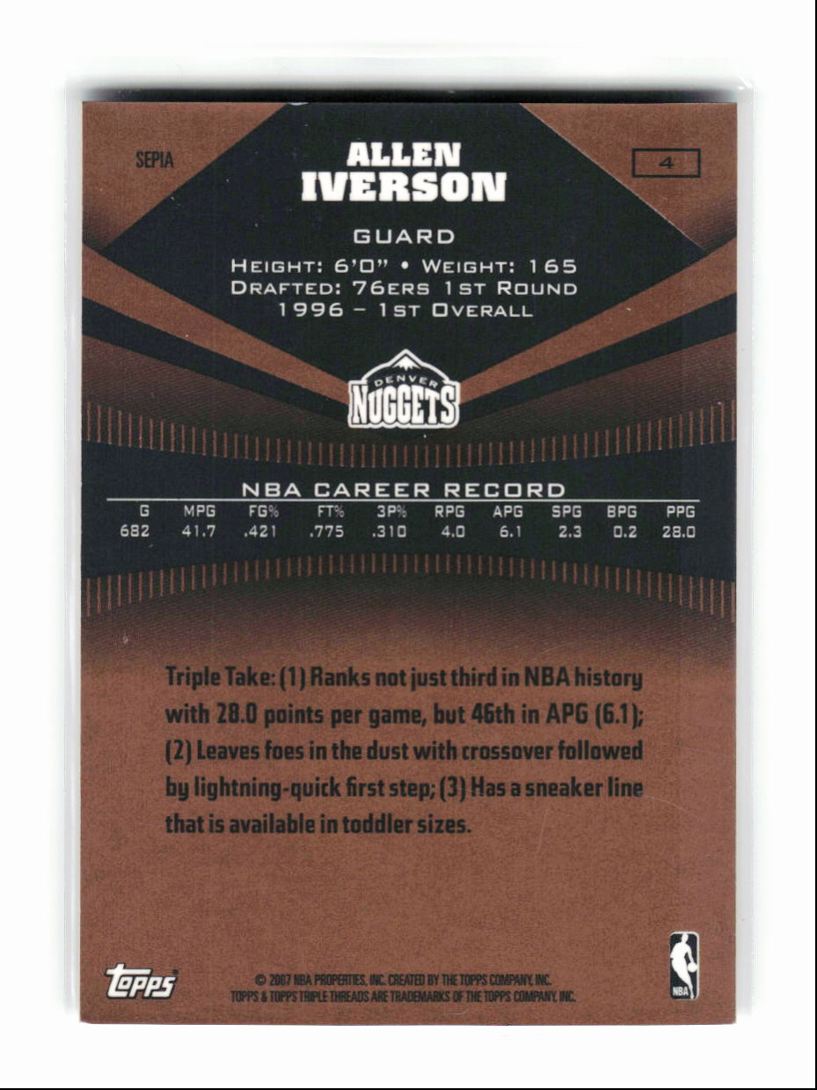 SEPIA
4
ALLEN
IVERSON
GUARD
HEIGHT: 6'0" • WEIGHT: 165
DRAFTED: 76ERS 1ST ROUND
1996 – 1ST OVERALL
DENVER
NUGGETS
NBA CAREER RECORD
G MPG FG% FT% 3P% RPG APG SPG BPG PPG
682 41.7 .421 .775 .310 4.0 6.1 2.3 0.2 28.0
Triple Take: (1) Ranks not just third in NBA history
with 28.0 points per game, but 46th in APG (6.1);
(2) Leaves foes in the dust with crossover followed
by lightning-quick first step; (3) Has a sneaker line
that is available in toddler sizes.
topps
© 2007 NBA PROPERTIES, INC. CREATED BY THE TOPPS COMPANY, INC.
TOPPS & TOPPS TRIPLE THREADS ARE TRADEMARKS OF THE TOPPS COMPANY, INC.
NBA